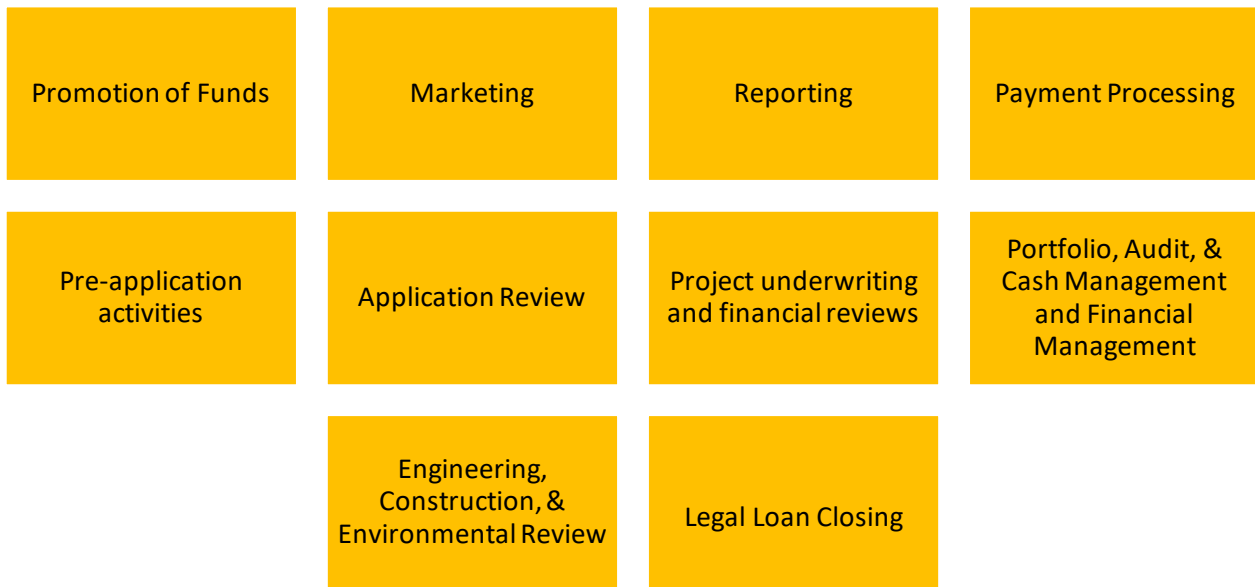 Promotion of Funds
Marketing
Reporting
Payment Processing
Pre-application
activities
Application Review
Project underwriting
and financial reviews
Portfolio, Audit, &
Cash Management
and Financial
Management
Engineering,
Construction, &
Environmental Review
Legal Loan Closing